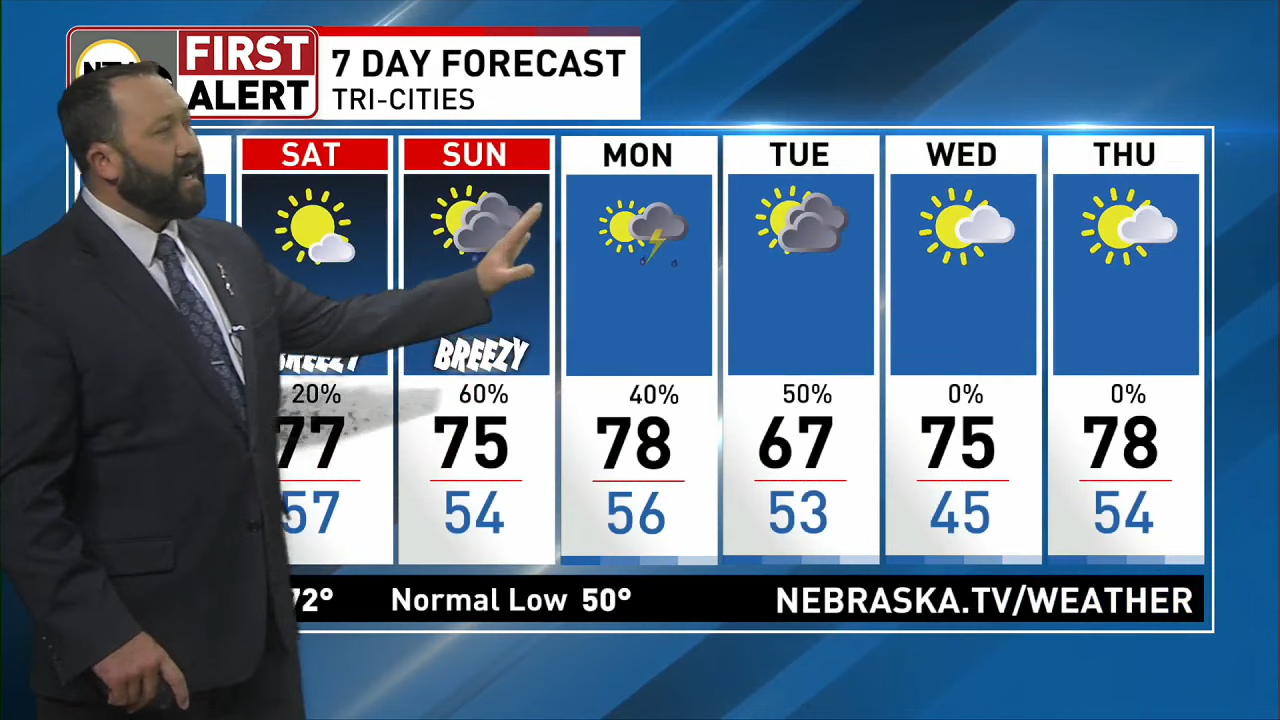 FIRST
ALERT
7 DAY FORECAST
TRI-CITIES
SAT
SUN
MON
TUE
WED
THU
BREEZY
BREEZY
20%
60%
40%
50%
0%
0%
77
75
78
67
75
78
57
54
56
53
45
54
72°
Normal Low 50°
NEBRASKA.TV/WEATHER